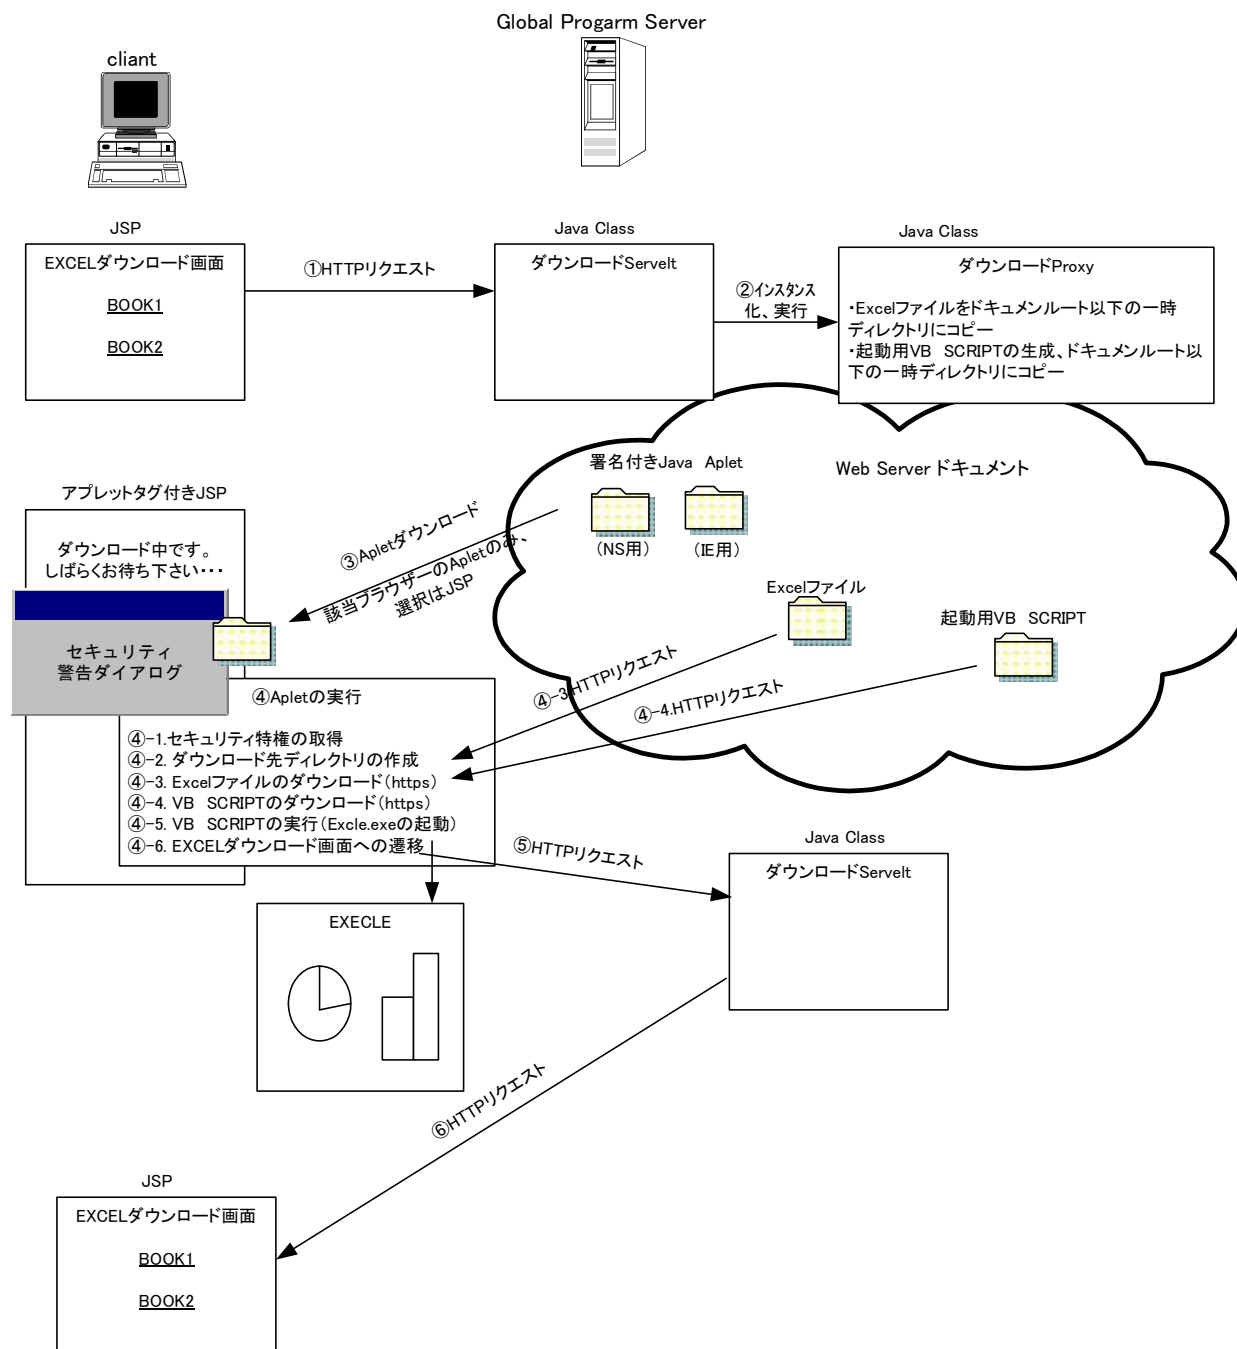 Global Progarm Server
cliant
JSP
EXCELダウンロード画面
BOOK1
BOOK2
①HTTPリクエスト
Java Class
ダウンロードServelt
②インスタンス
化、実行
Java Class
ダウンロードProxy
・Excelファイルをドキュメンルート以下の一時
ディレクトリにコピー
・起動用VB SCRIPTの生成、ドキュメンルート以
下の一時ディレクトリにコピー
署名付きJava Aplet
(NS用)
(IE用)
Web Server ドキュメント
Excelファイル
起動用VB SCRIPT
アプレットタグ付きJSP
ダウンロード中です。
しばらくお待ち下さい・・・
セキュリティ
警告ダイアログ
③Apletダウンロード
該当ブラウザーのApletのみ、
選択はJSP
④-3.HTTPリクエスト
④-4.HTTPリクエスト
④Apletの実行
④-1.セキュリティ特権の取得
④-2. ダウンロード先ディレクトリの作成
④-3. Excelファイルのダウンロード(https)
④-4. VB SCRIPTのダウンロード(https)
④-5. VB SCRIPTの実行(Excle.exeの起動)
④-6. EXCELダウンロード画面への遷移
⑤HTTPリクエスト
Java Class
ダウンロードServelt
EXECLE
⑥HTTPリクエスト
JSP
EXCELダウンロード画面
BOOK1
BOOK2